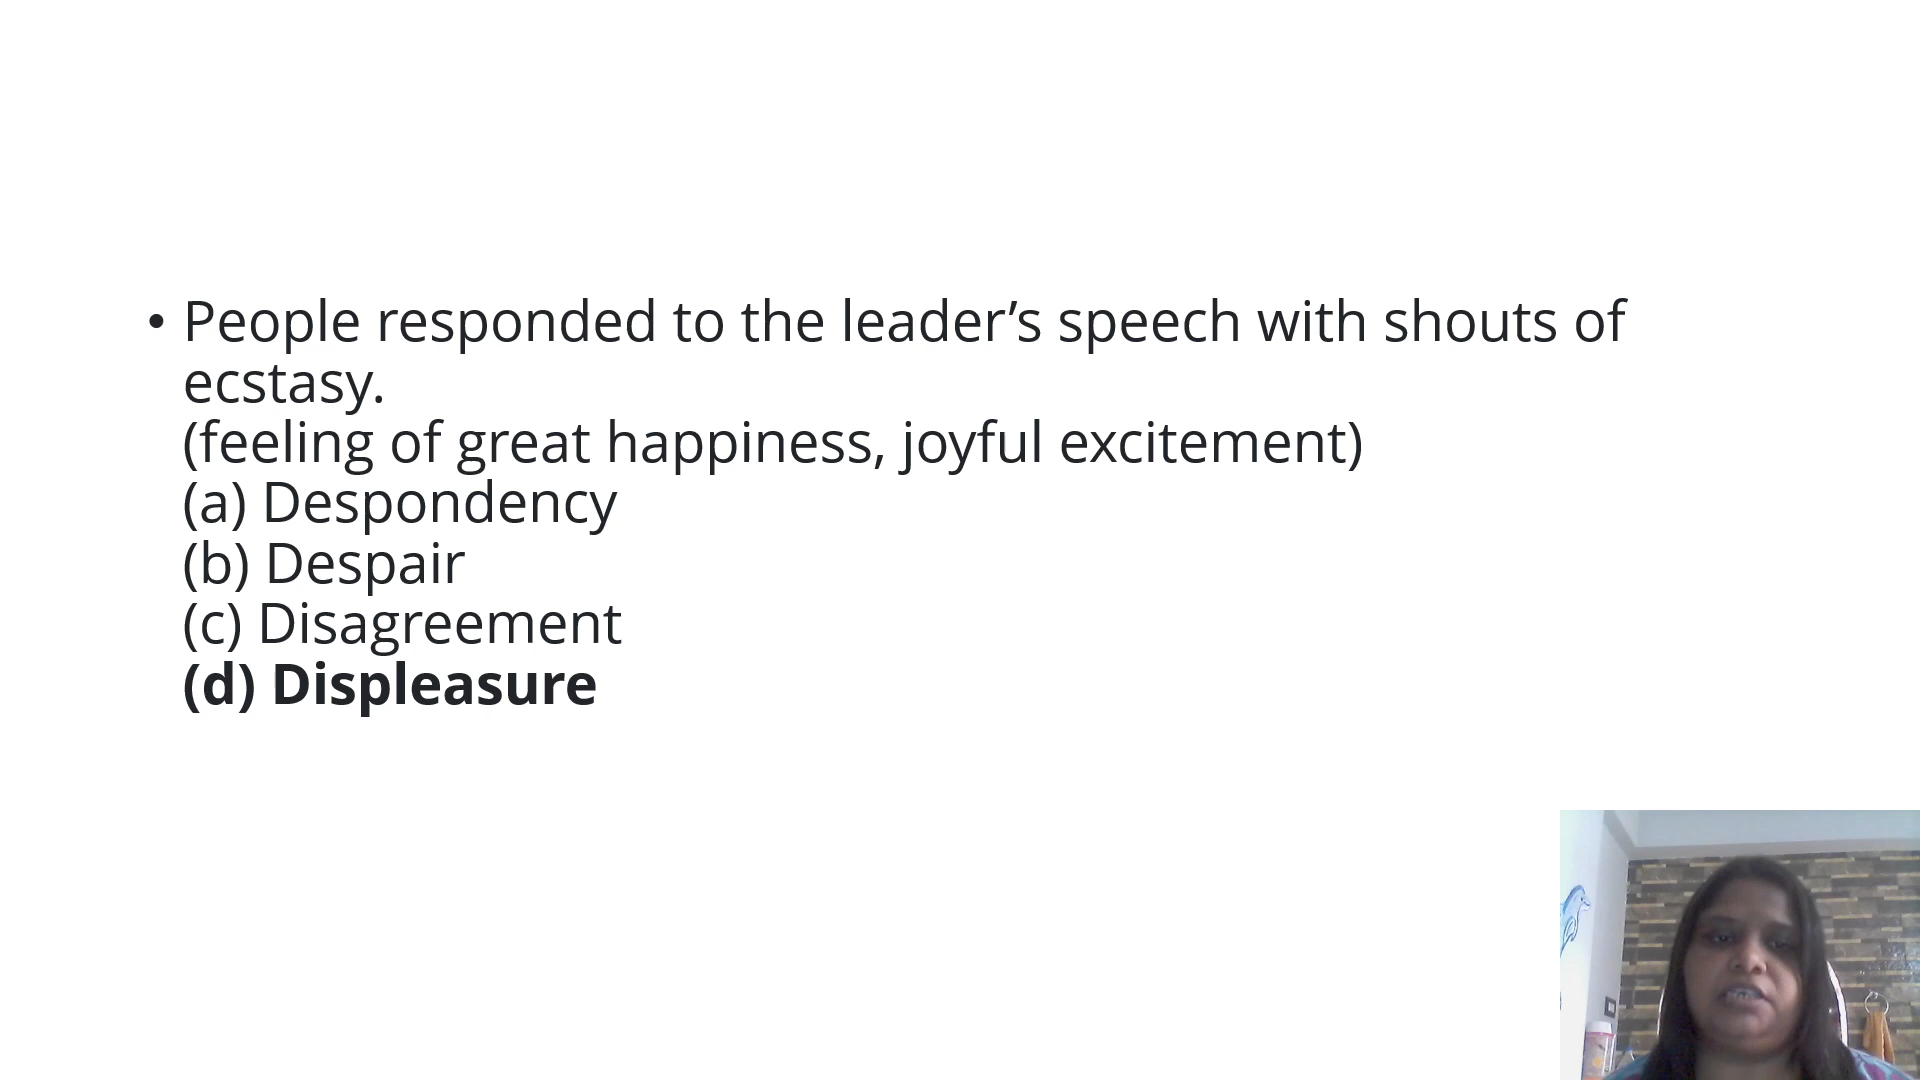 • People responded to the leader’s speech with shouts of
ecstasy.
(feeling of great happiness, joyful excitement)
(a) Despondency
(b) Despair
(c) Disagreement
(d) Displeasure